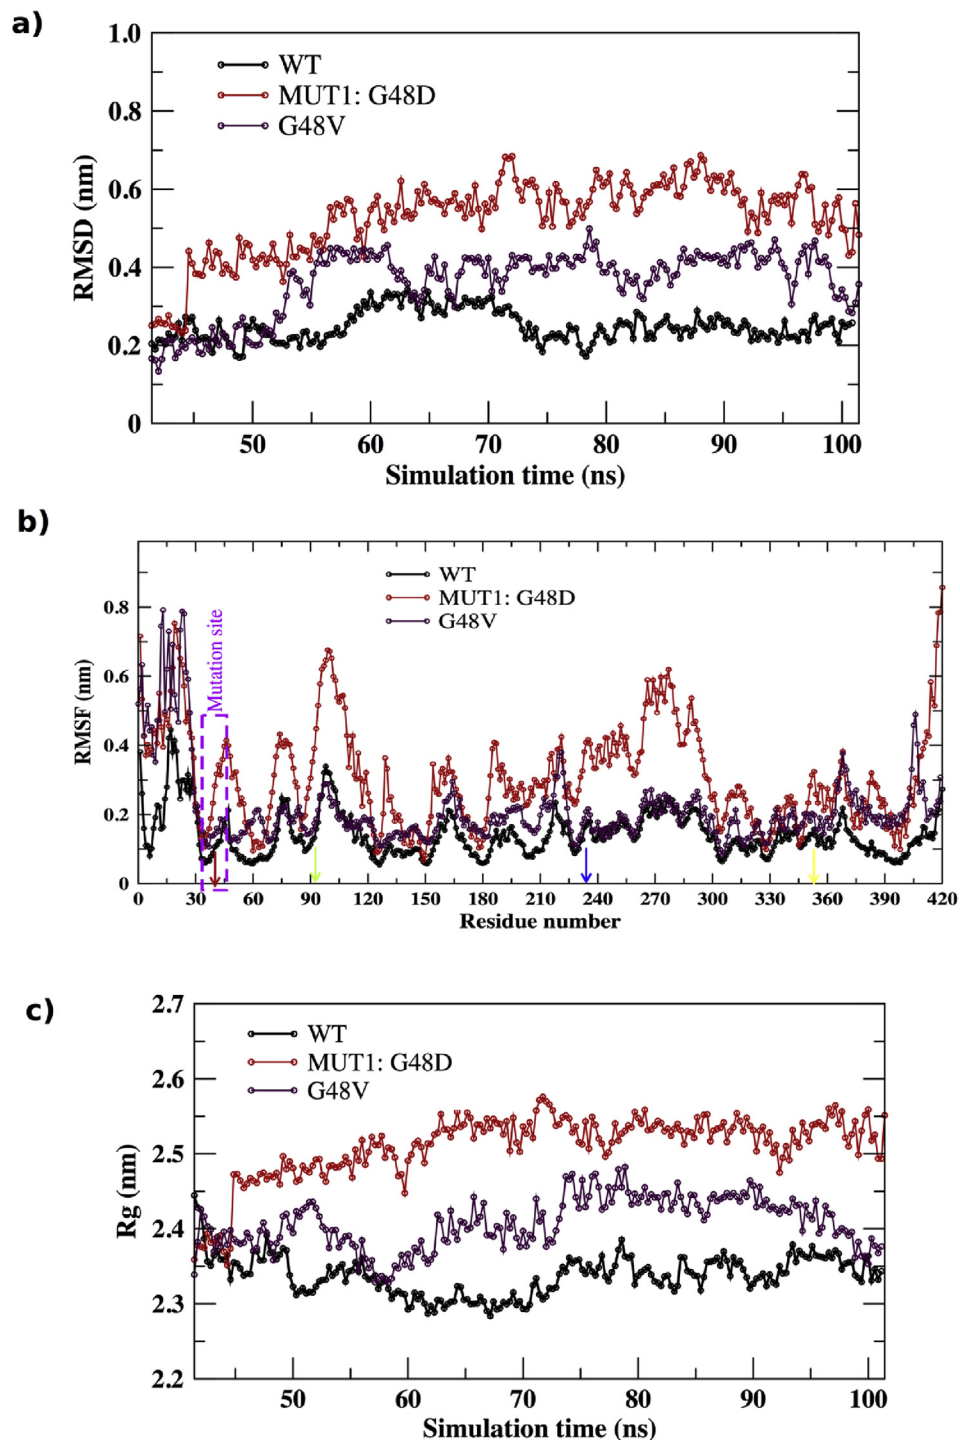 a)
1.0
0.8
0.6
0.4
0.2
0
RMSD (nm)
WT
MUT1: G48D
G48V
50 60 70 80 90 100
Simulation time (ns)
b)
0.8
0.6
0.4
0.2
0
RMSF (nm)
WT
MUT1: G48D
G48V
Mutation site
0 30 60 90 120 150 180 210 240 270 300 330 360 390 420
Residue number
c)
2.7
2.6
2.5
2.4
2.3
2.2
Rg (nm)
WT
MUT1: G48D
G48V
50 60 70 80 90 100
Simulation time (ns)